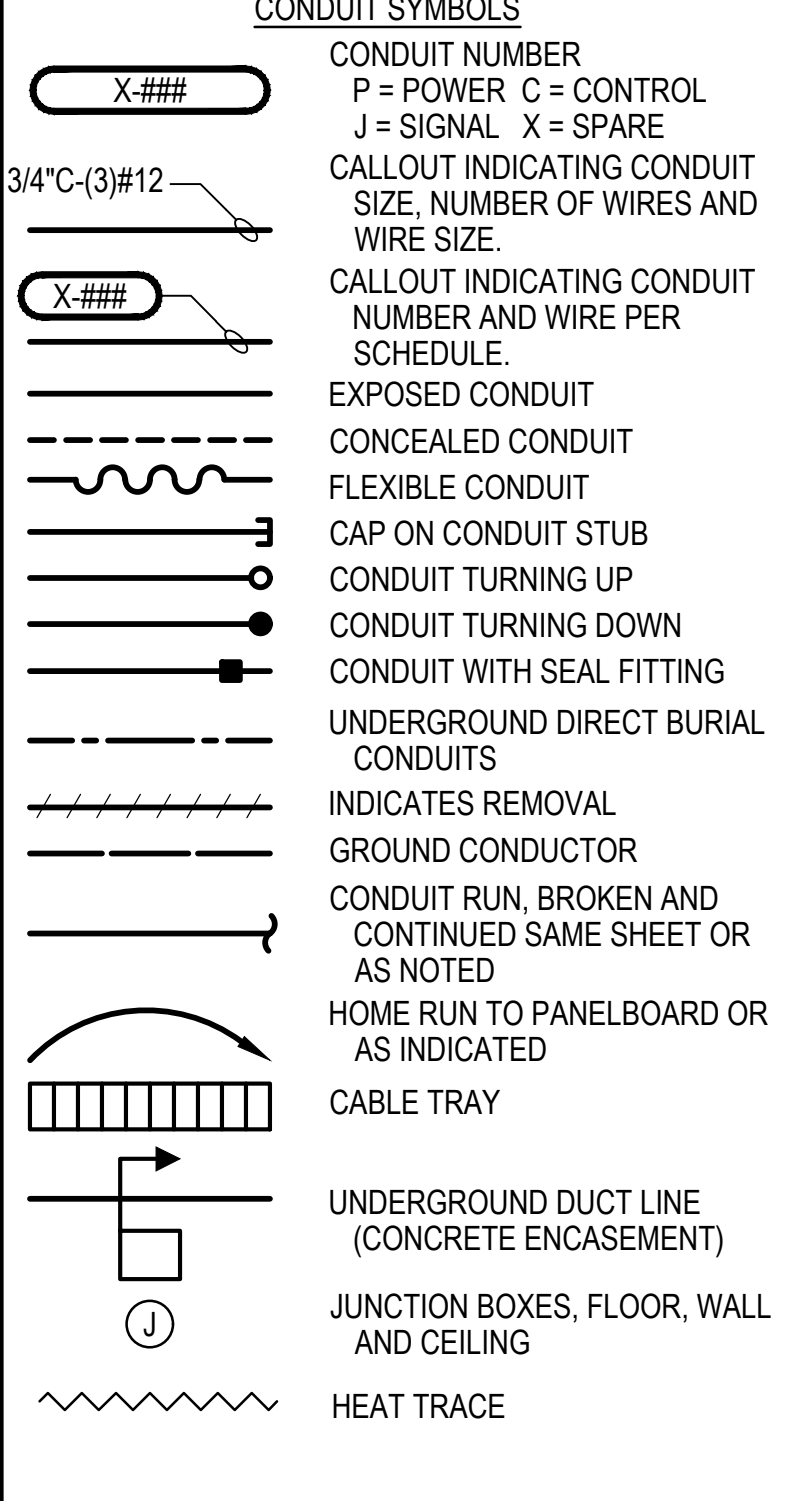 CONDUIT SYMBOLS
X-###
CONDUIT NUMBER
P = POWER C = CONTROL
J = SIGNAL X = SPARE
3/4"C-(3)#12
CALLOUT INDICATING CONDUIT
SIZE, NUMBER OF WIRES AND
WIRE SIZE.
X-###
CALLOUT INDICATING CONDUIT
NUMBER AND WIRE PER
SCHEDULE.
EXPOSED CONDUIT
CONCEALED CONDUIT
FLEXIBLE CONDUIT
CAP ON CONDUIT STUB
CONDUIT TURNING UP
CONDUIT TURNING DOWN
CONDUIT WITH SEAL FITTING
UNDERGROUND DIRECT BURIAL
CONDUITS
INDICATES REMOVAL
GROUND CONDUCTOR
CONDUIT RUN, BROKEN AND
CONTINUED SAME SHEET OR
AS NOTED
HOME RUN TO PANELBOARD OR
AS INDICATED
CABLE TRAY
UNDERGROUND DUCT LINE
(CONCRETE ENCASEMENT)
J
JUNCTION BOXES, FLOOR, WALL
AND CEILING
HEAT TRACE